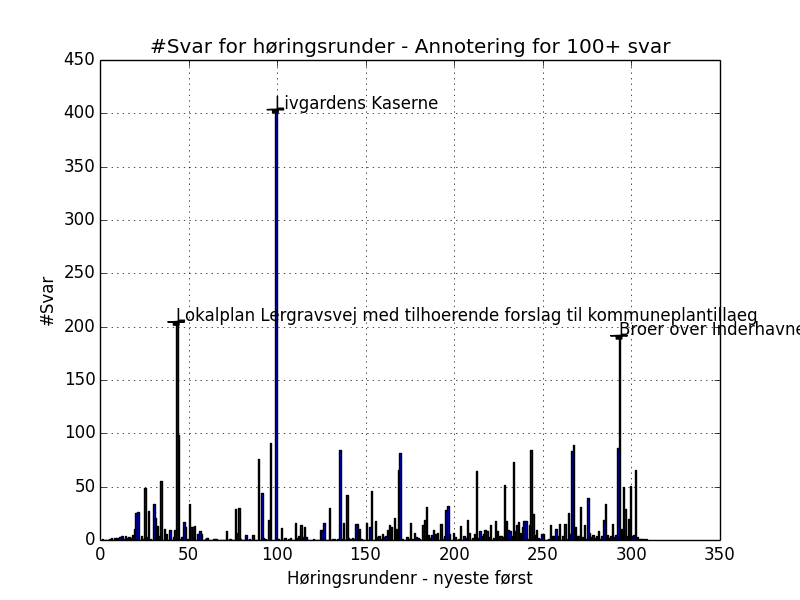 #Svar for høringsrunder - Annotering for 100+ svar
450
400
350
300
250
200
150
100
50
0
#Svar
Livgardens Kaserne
Lokalplan Lergravsvej med tilhoerende forslag til kommuneplantillaeg
Broer over Inderhavne
0 50 100 150 200 250 300 350
Høringsrundenr - nyeste først